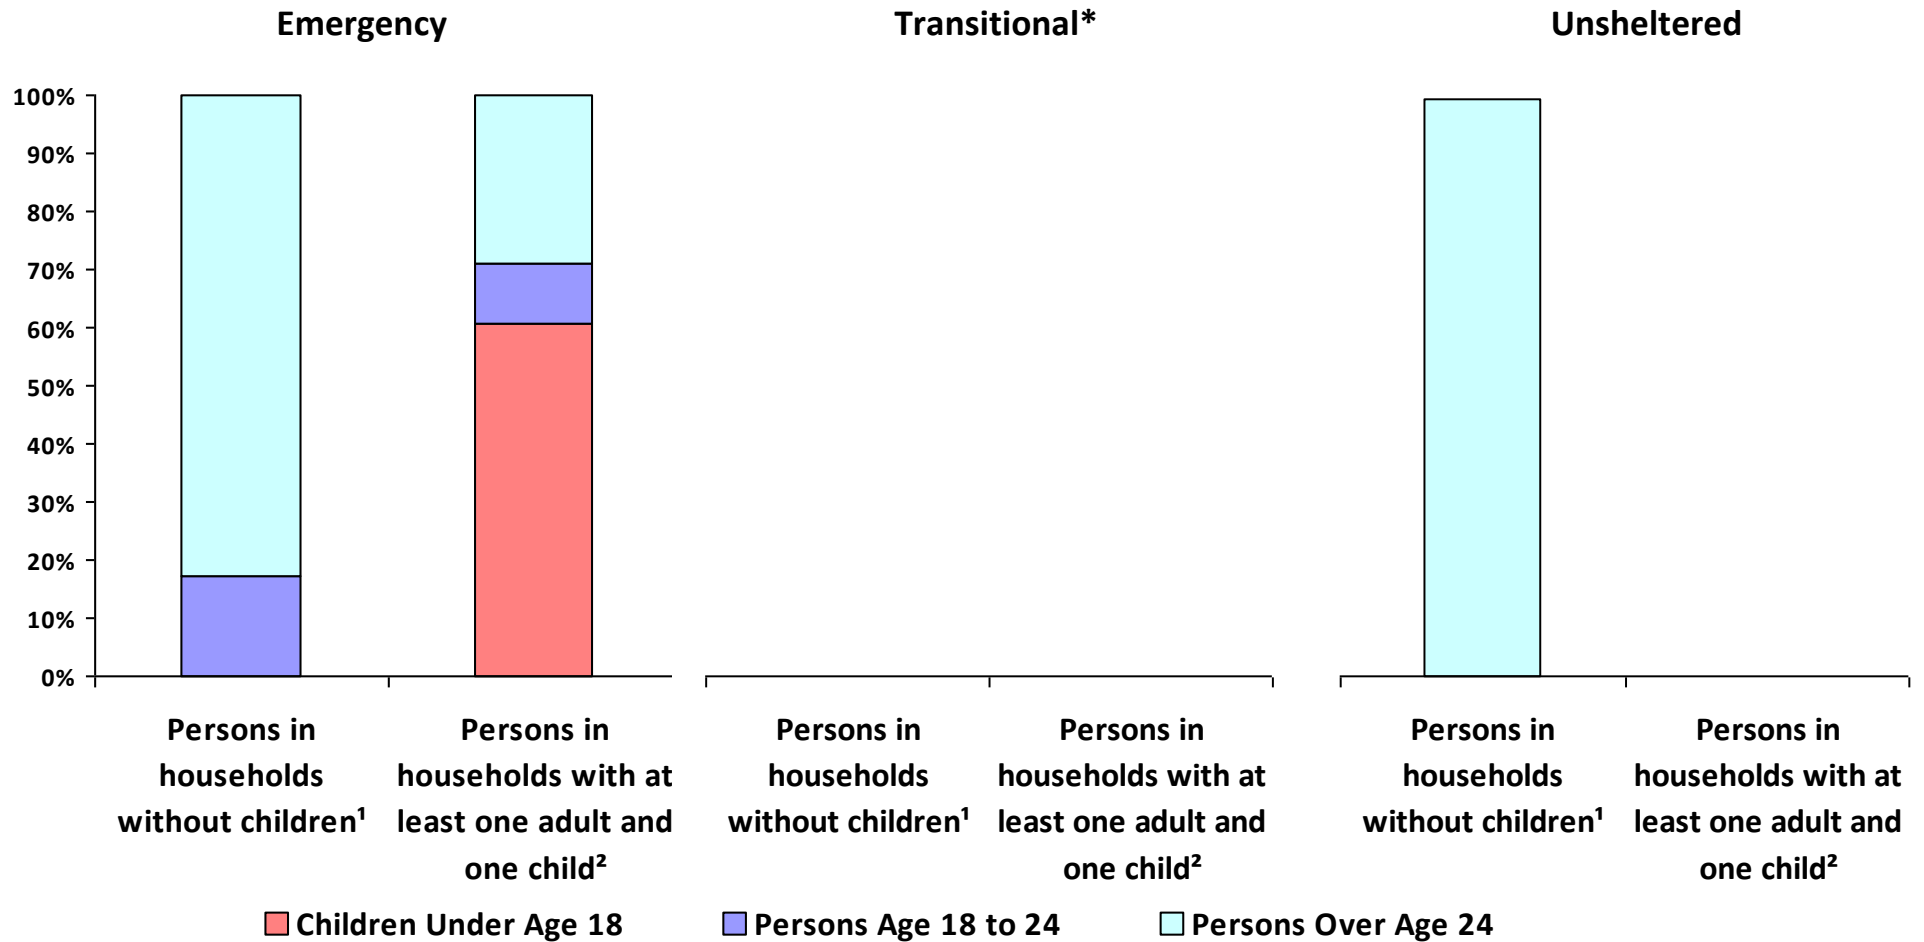 Emergency
Transitional*
Unsheltered
100%
90%
80%
70%
60%
50%
40%
30%
20%
10%
0%
Persons in
households
without children¹
Persons in
households with at
least one adult and
one child²
Persons in
households
without children¹
Persons in
households with at
least one adult and
one child²
Persons in
households
without children¹
Persons in
households with at
least one adult and
one child²
Children Under Age 18
Persons Age 18 to 24
Persons Over Age 24